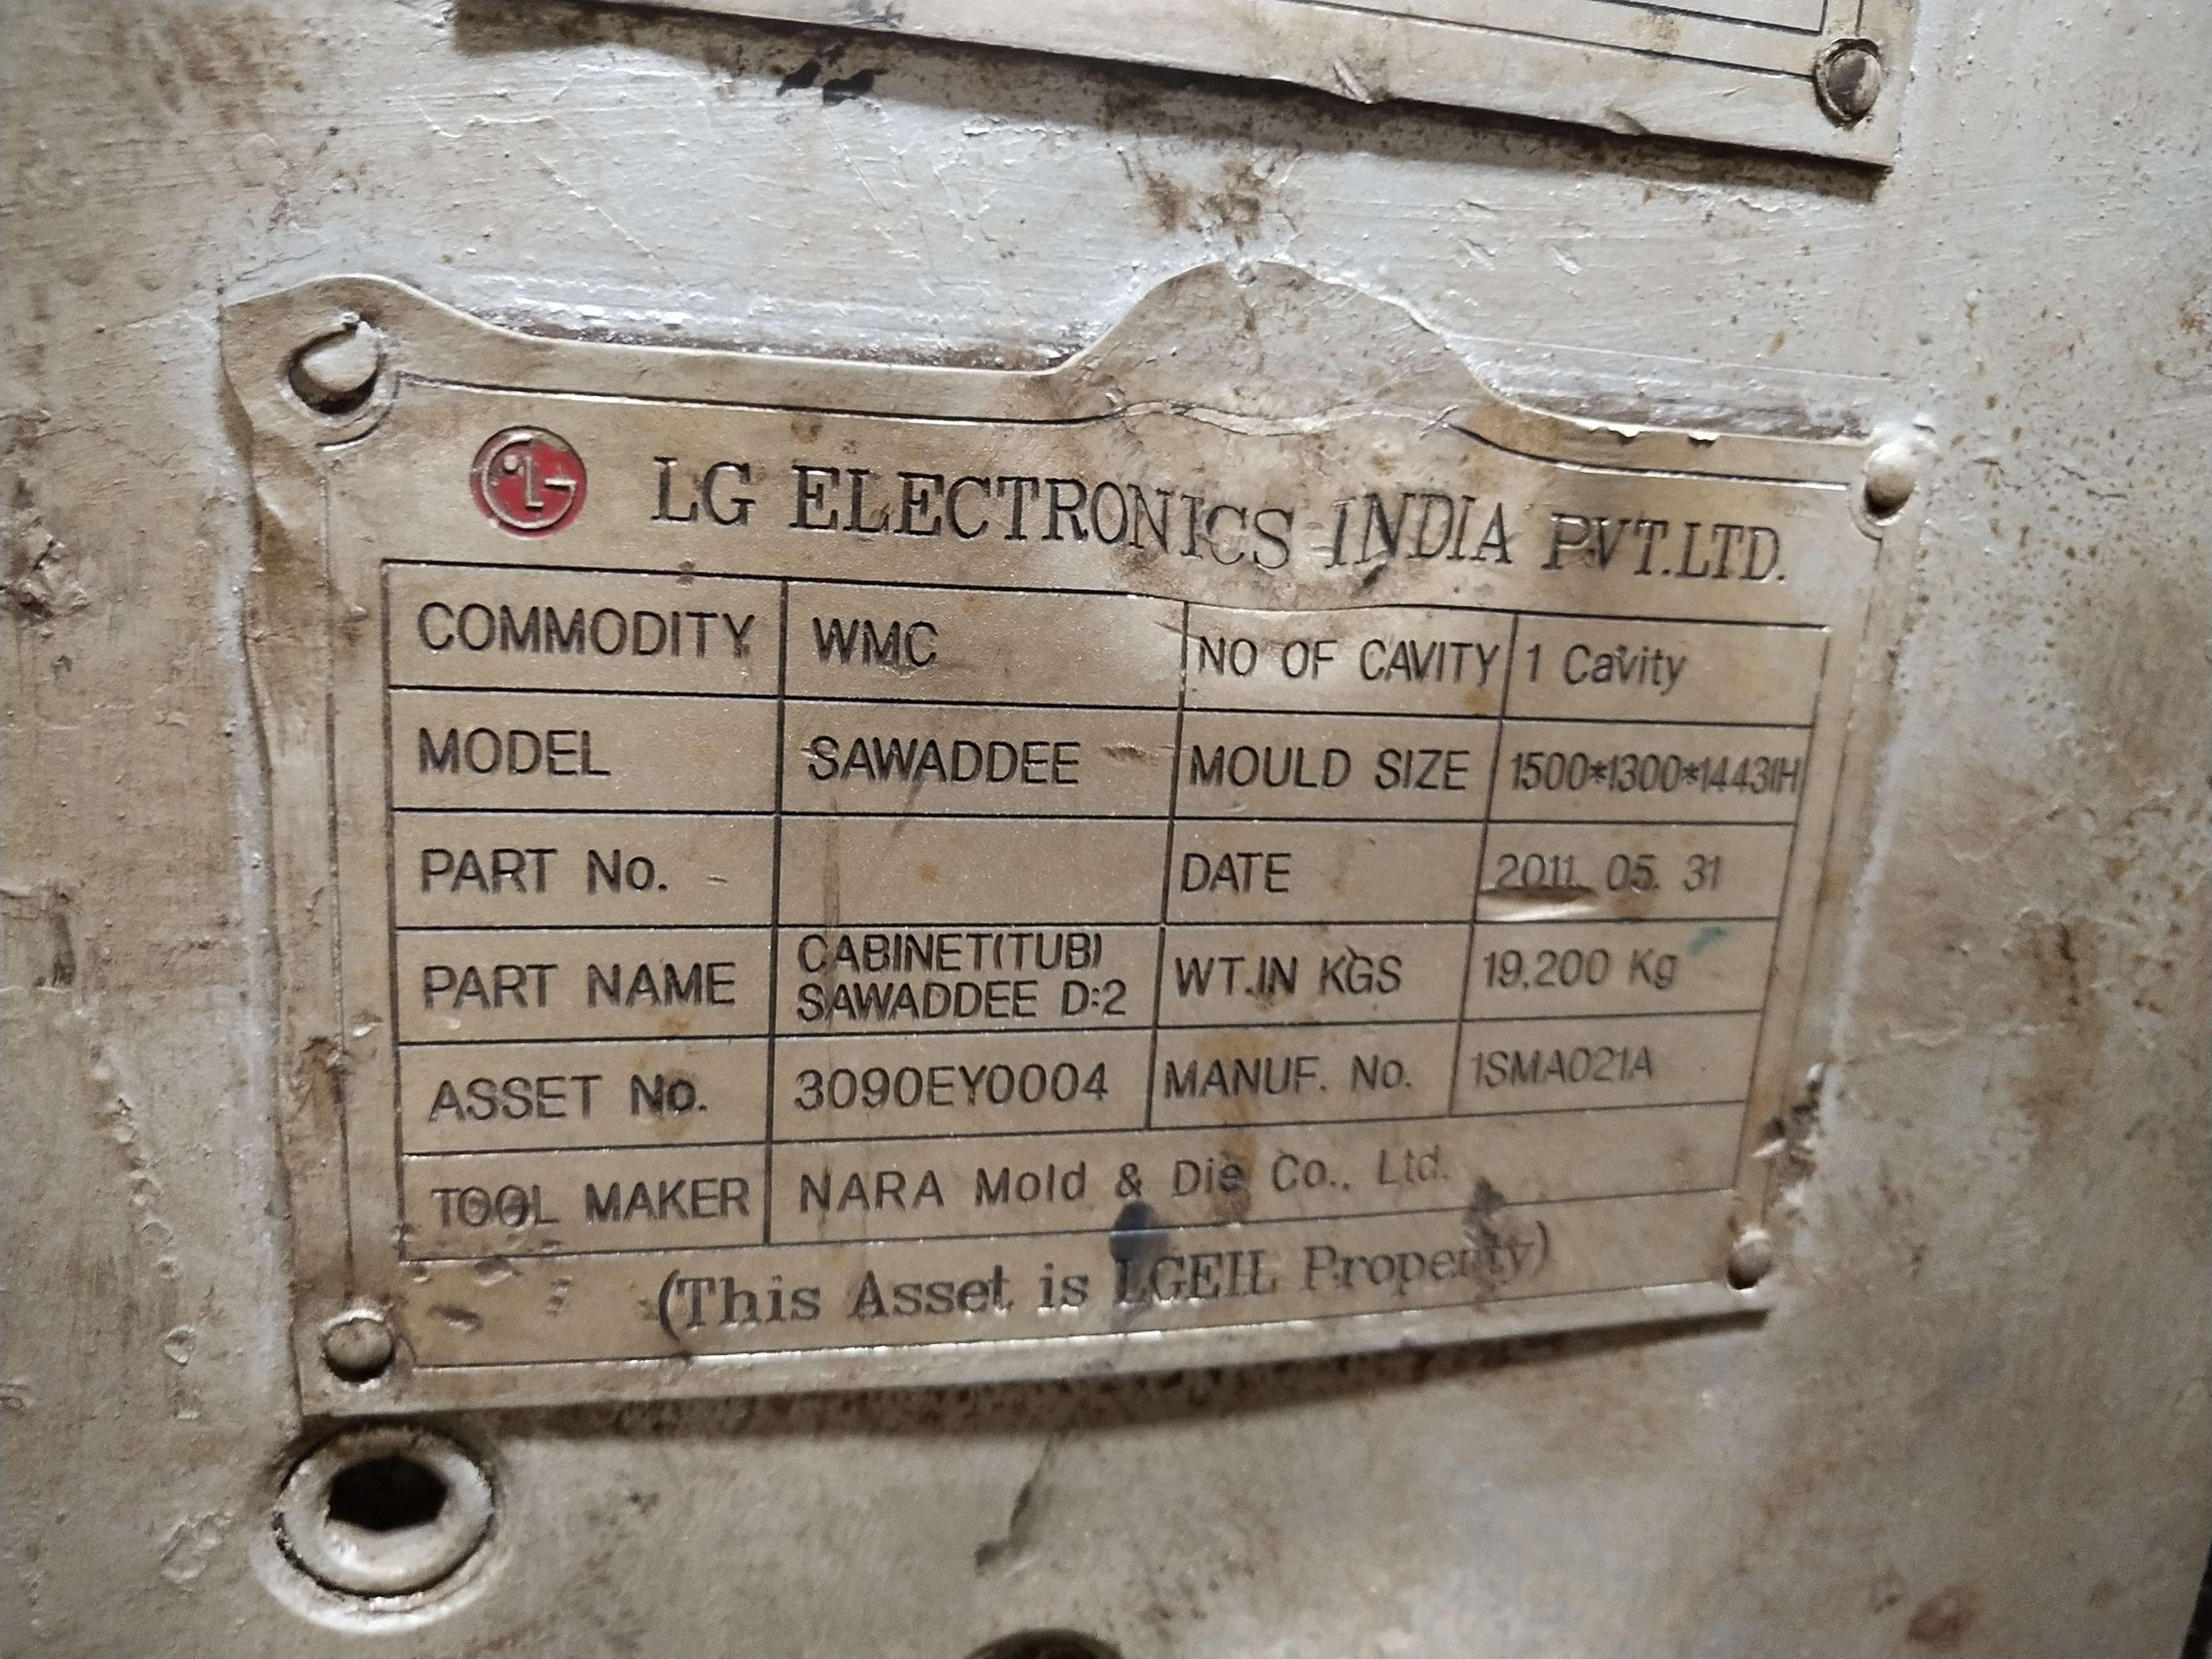 LG LG ELECTRONICS INDIA PVT.LTD.
COMMODITY WMC NO OF CAVITY 1 Cavity
MODEL SAWADDEE MOULD SIZE 1500*1300*1443IH
PART No. DATE 2011. 05. 31
PART NAME CABINET(TUB)
SAWADDEE D:2 WT.IN KGS 19,200 Kg
ASSET No. 3090EY0004 MANUF. No. 1SMA021A
TOOL MAKER NARA Mold & Die Co., Ltd.
(This Asset is LGEIL Property)